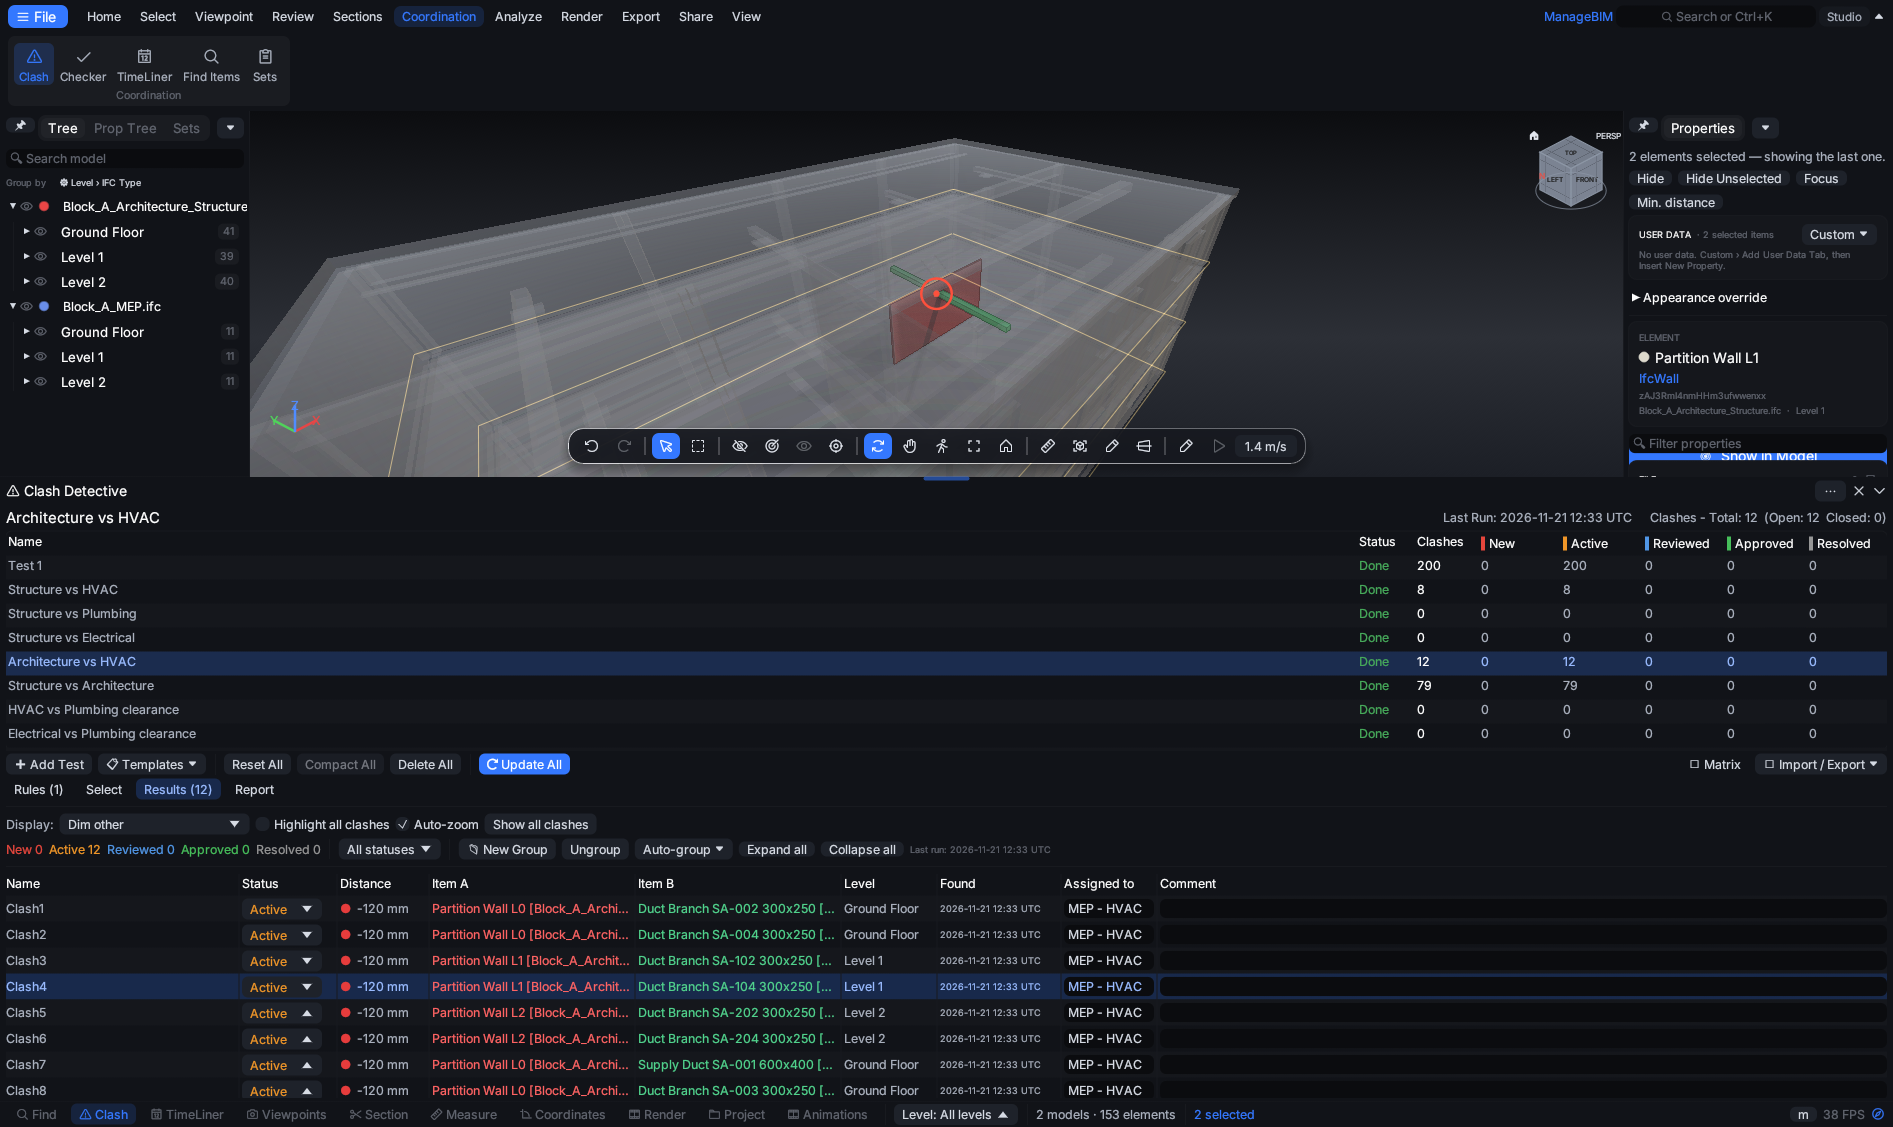 File Home Select Viewpoint Review Sections Coordination Analyze Render Export Share View ManageBIM Search or Ctrl+K Studio
Clash Checker TimeLiner Find Items Sets
Coordination
Tree Prop Tree Sets
Search model
Group by Level › IFC Type
Block_A_Architecture_Structure
Ground Floor 41
Level 1 39
Level 2 40
Block_A_MEP.ifc
Ground Floor 11
Level 1 11
Level 2 11
Z
Y X
PERSP
TOP
LEFT FRONT
1.4 m/s
Properties
2 elements selected — showing the last one.
Hide Hide Unselected Focus
Min. distance
USER DATA · 2 selected items Custom
No user data. Custom › Add User Data Tab, then
Insert New Property.
Appearance override
ELEMENT
Partition Wall L1
IfcWall
zAJ3Rml4nmHHm3ufwwenxx
Block_A_Architecture_Structure.ifc · Level 1
Filter properties
Show in Model
Clash Detective ...
Architecture vs HVAC Last Run: 2026-11-21 12:33 UTC Clashes - Total: 12 (Open: 12 Closed: 0)
Name Status Clashes New Active Reviewed Approved Resolved
Test 1 Done 200 0 200 0 0 0
Structure vs HVAC Done 8 0 8 0 0 0
Structure vs Plumbing Done 0 0 0 0 0 0
Structure vs Electrical Done 0 0 0 0 0 0
Architecture vs HVAC Done 12 0 12 0 0 0
Structure vs Architecture Done 79 0 79 0 0 0
HVAC vs Plumbing clearance Done 0 0 0 0 0 0
Electrical vs Plumbing clearance Done 0 0 0 0 0 0
+ Add Test Templates Reset All Compact All Delete All Update All Matrix Import / Export
Rules (1) Select Results (12) Report
Display: Dim other Highlight all clashes Auto-zoom Show all clashes
New 0 Active 12 Reviewed 0 Approved 0 Resolved 0 All statuses New Group Ungroup Auto-group Expand all Collapse all Last run: 2026-11-21 12:33 UTC
Name Status Distance Item A Item B Level Found Assigned to Comment
Clash1 Active -120 mm Partition Wall L0 [Block_A_Archi... Duct Branch SA-002 300x250 [... Ground Floor 2026-11-21 12:33 UTC MEP - HVAC
Clash2 Active -120 mm Partition Wall L0 [Block_A_Archi... Duct Branch SA-004 300x250 [... Ground Floor 2026-11-21 12:33 UTC MEP - HVAC
Clash3 Active -120 mm Partition Wall L1 [Block_A_Archit... Duct Branch SA-102 300x250 [... Level 1 2026-11-21 12:33 UTC MEP - HVAC
Clash4 Active -120 mm Partition Wall L1 [Block_A_Archit... Duct Branch SA-104 300x250 [... Level 1 2026-11-21 12:33 UTC MEP - HVAC
Clash5 Active -120 mm Partition Wall L2 [Block_A_Archi... Duct Branch SA-202 300x250 [... Level 2 2026-11-21 12:33 UTC MEP - HVAC
Clash6 Active -120 mm Partition Wall L2 [Block_A_Archi... Duct Branch SA-204 300x250 [... Level 2 2026-11-21 12:33 UTC MEP - HVAC
Clash7 Active -120 mm Partition Wall L0 [Block_A_Archi... Supply Duct SA-001 600x400 [... Ground Floor 2026-11-21 12:33 UTC MEP - HVAC
Clash8 Active -120 mm Partition Wall L0 [Block_A_Archi... Duct Branch SA-003 300x250 [... Ground Floor 2026-11-21 12:33 UTC MEP - HVAC
Find Clash TimeLiner Viewpoints Section Measure Coordinates Render Project Animations Level: All levels 2 models · 153 elements 2 selected m 38 FPS